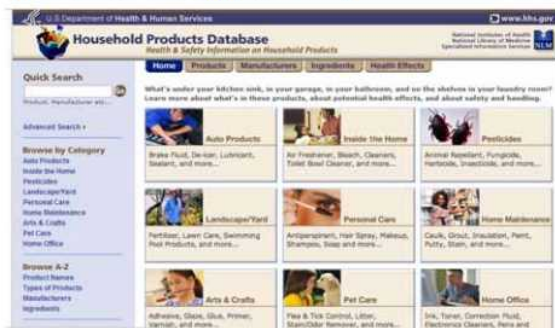 U.S.Department of Health & Human Services
www.hhs.gov
Household Products Database
Health & Safety Information on Household Products
National Institutes of Health
National Library of Medicine
Specialized Information Services
NLM
Home
Products
Manufacturers
Ingredients
Health Effects
Quick Search
Product, Manufacturer etc...
Advanced Search
Browse by Category
Auto Products
Inside the Home
Pesticides
Landscape/Yard
Personal Care
Home Maintenance
Arts & Crafts
Pet Care
Home Office
Browse A-Z
Product Names
Types of Products
Manufacturers
Ingredients
What's under your kitchen sink, in your garage, in your bathroom, and on the shelves in your laundry room?
Learn more about what's in these products, about potential health effects, and about safety and handling.
Auto Products
Brake Fluid, De-icer, Lubricant,
Sealant, and more...
Inside the Home
Air Freshener, Bleach, Cleaners,
Toilet Bowl Cleaner, and more...
Pesticides
Animal Repellent, Fungicide,
Herbicide, Insecticide, and more...
Landscape/Yard
Fertilizer, Lawn Care, Swimming
Pool Products, and more...
Personal Care
Antiperspirant, Hair Spray, Makeup,
Shampoo, Soap and more...
Home Maintenance
Caulk, Grout, Insulation, Paint,
Putty, Stain, and more...
Arts & Crafts
Adhesive, Glaze, Glue, Primer,
Varnish, and more...
Pet Care
Flea & Tick Control, Litter,
Stain/Odor Remover, and more...
Home Office
Ink, Toner, Correction Fluid,
Electronics Cleaners, Pens and